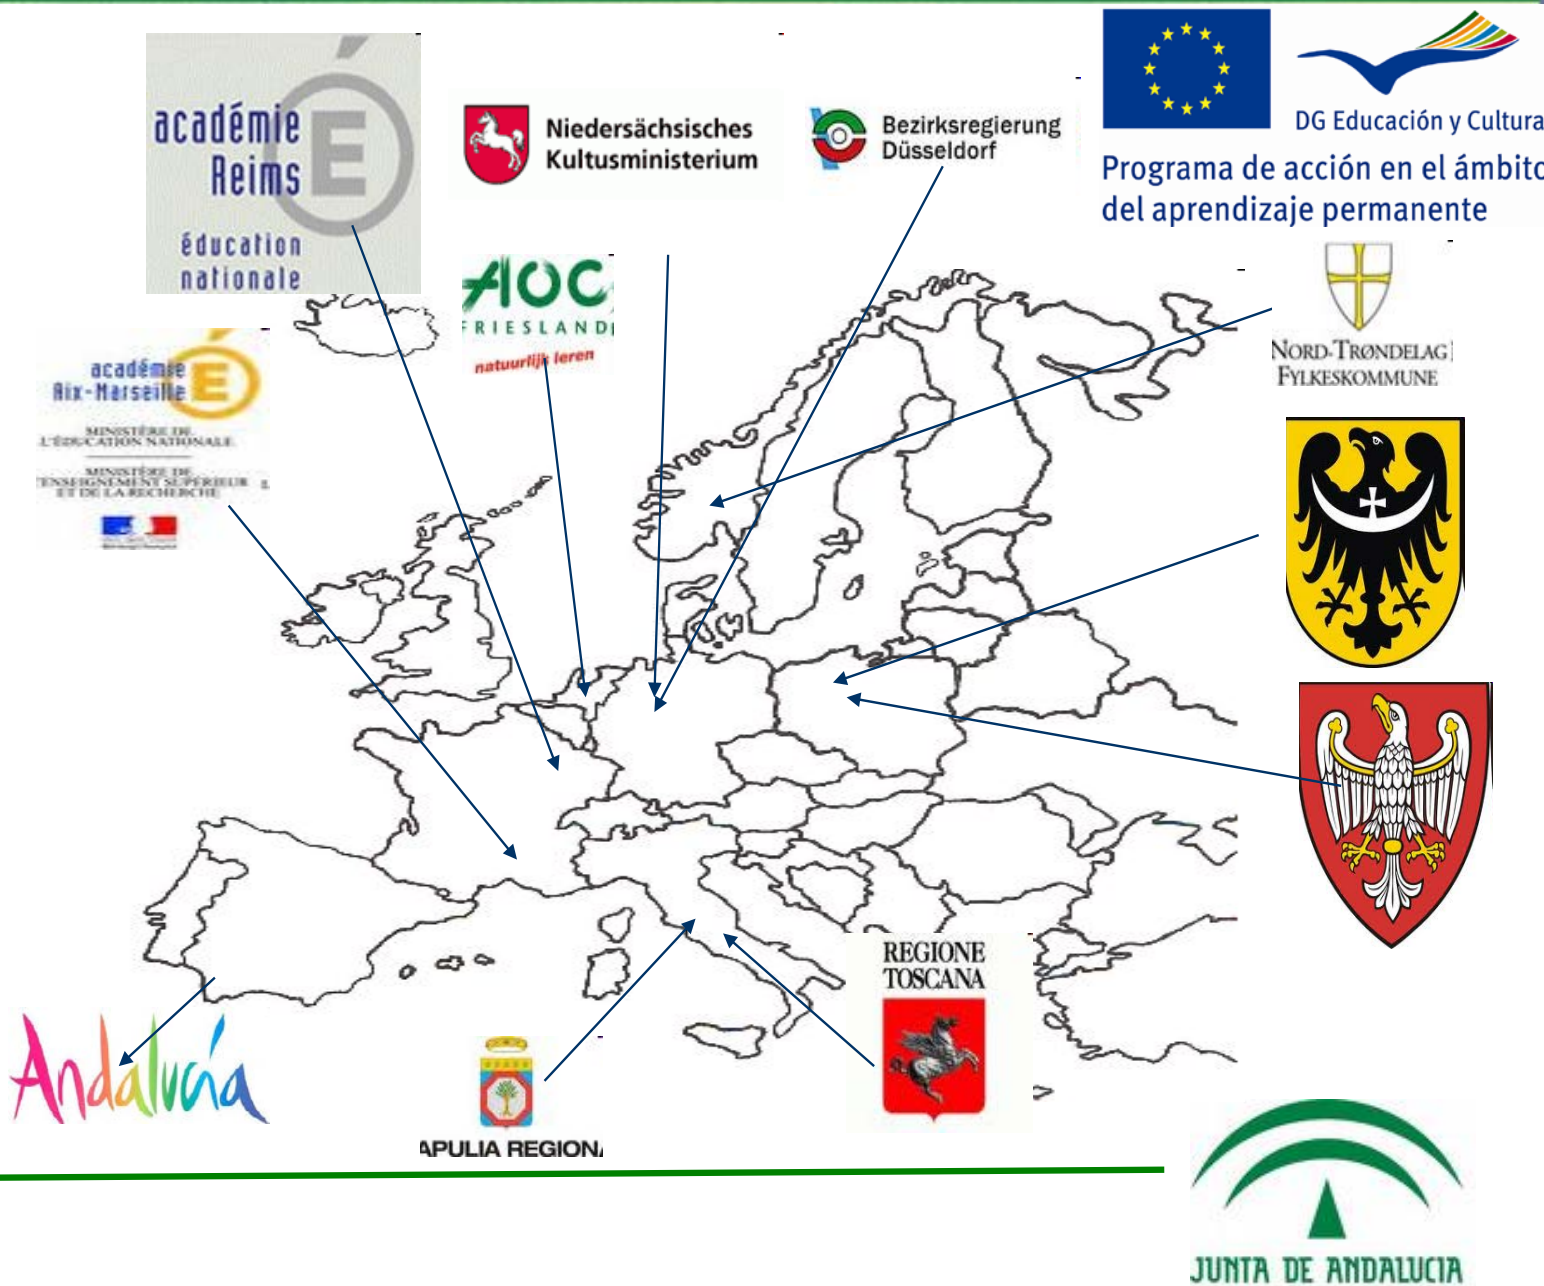 académie
Reims
éducation
nationale
Niedersächsisches
Kultusministerium
Bezirksregierung
Düsseldorf
DG Educación y Cultura
Programa de acción en el ámbito
del aprendizaje permanente
AOC
FRIESLAND
natuurlijk leren
NORD-TRØNDELAG
FYLKESKOMMUNE
académie
Aix-Marseille
MINISTÈRE DE
L'ÉDUCATION NATIONALE
MINISTÈRE DE
L'ENSEIGNEMENT SUPÉRIEUR
ET DE LA RECHERCHE
REGIONE
TOSCANA
Andalucía
APULIA REGION
JUNTA DE ANDALUCIA